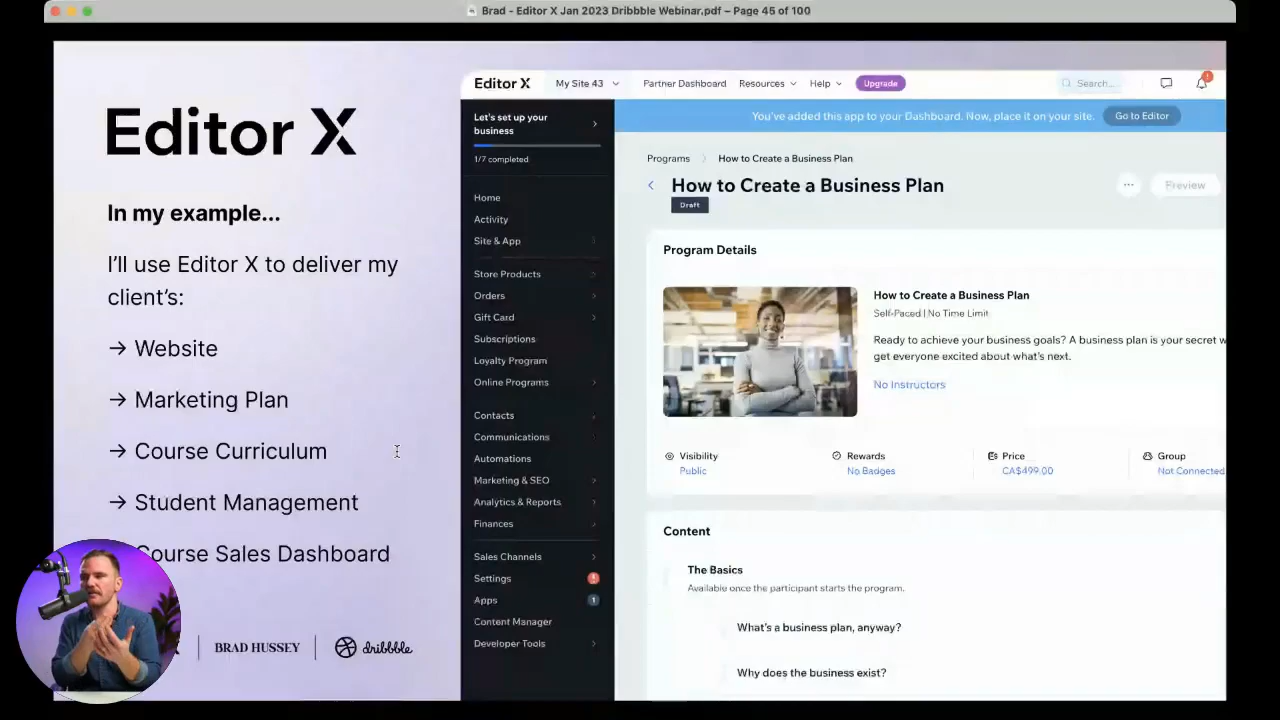 Brad - Editor X Jan 2023 Dribbble Webinar.pdf – Page 45 of 100
Editor X
In my example...
I'll use Editor X to deliver my
client's:
→ Website
→ Marketing Plan
→ Course Curriculum
→ Student Management
Course Sales Dashboard
BRAD HUSSEY
dribbble
Editor X
My Site 43
Partner Dashboard
Resources
Help
Upgrade
Search...
Let's set up your
business
1/7 completed
Home
Activity
Site & App
Store Products
Orders
Gift Card
Subscriptions
Loyalty Program
Online Programs
Contacts
Communications
Automations
Marketing & SEO
Analytics & Reports
Finances
Sales Channels
Settings
Apps
1
Content Manager
Developer Tools
You've added this app to your Dashboard. Now, place it on your site.
Go to Editor
Programs
How to Create a Business Plan
How to Create a Business Plan
Draft
Preview
Program Details
How to Create a Business Plan
Self-Paced | No Time Limit
Ready to achieve your business goals? A business plan is your secret w
get everyone excited about what's next.
No Instructors
Visibility
Public
Rewards
No Badges
Price
CA$499.00
Group
Not Connected
Content
The Basics
Available once the participant starts the program.
What's a business plan, anyway?
Why does the business exist?